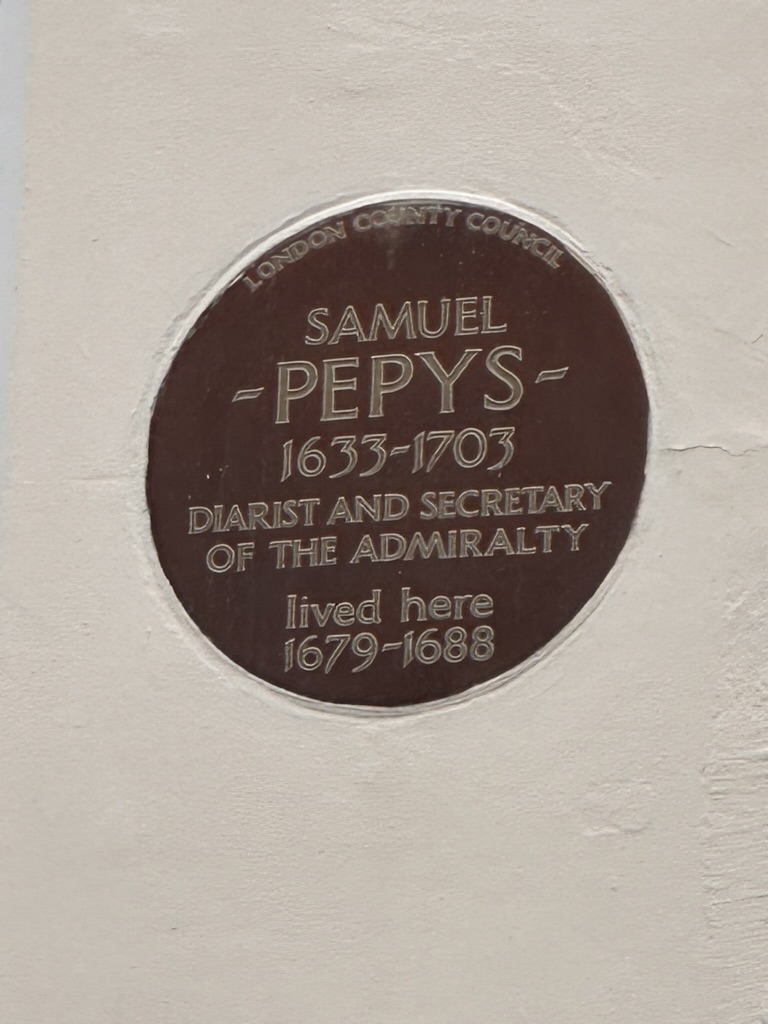 LONDON COUNTY COUNCIL
SAMUEL
-PEPYS-
1633-1703
DIARIST AND SECRETARY
OF THE ADMIRALTY
lived here
1679-1688